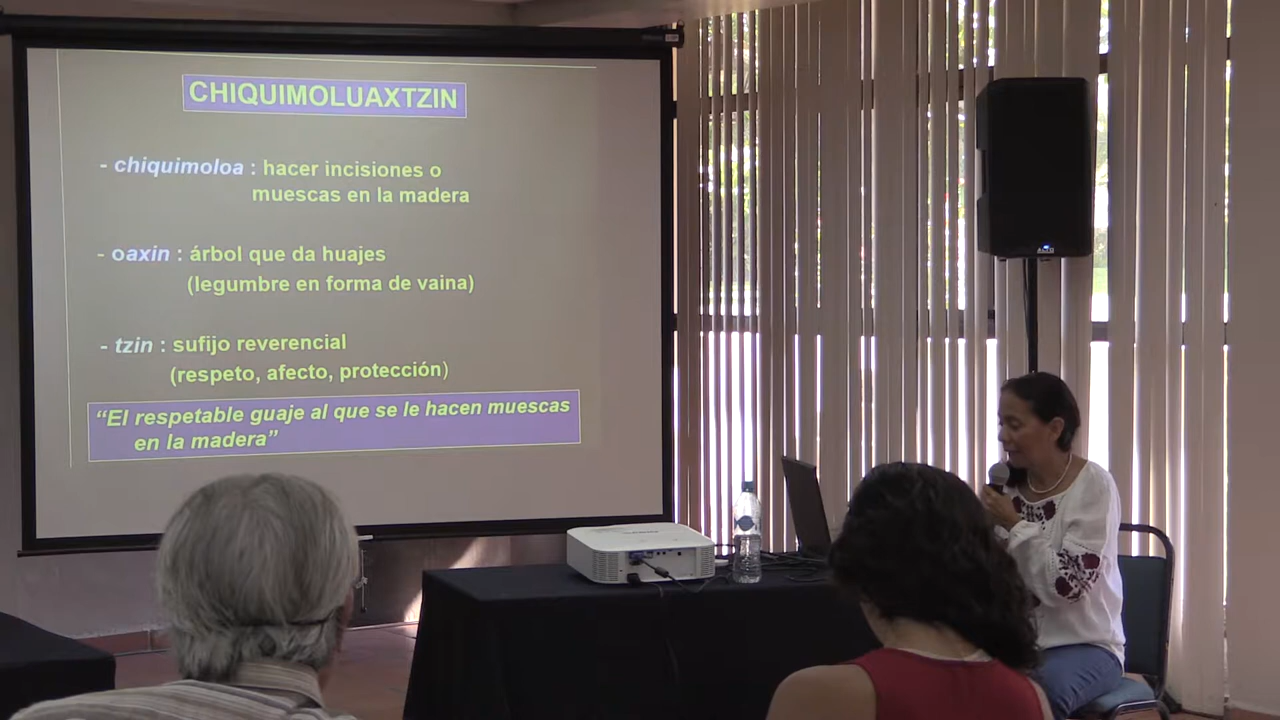 CHIQUIMOLUAXTZIN
- chiquimoloa : hacer incisiones o
muescas en la madera
- oaxin : árbol que da huajes
(legumbre en forma de vaina)
- tzin : sufijo reverencial
(respeto, afecto, protección)
“El respetable guaje al que se le hacen muescas
en la madera”